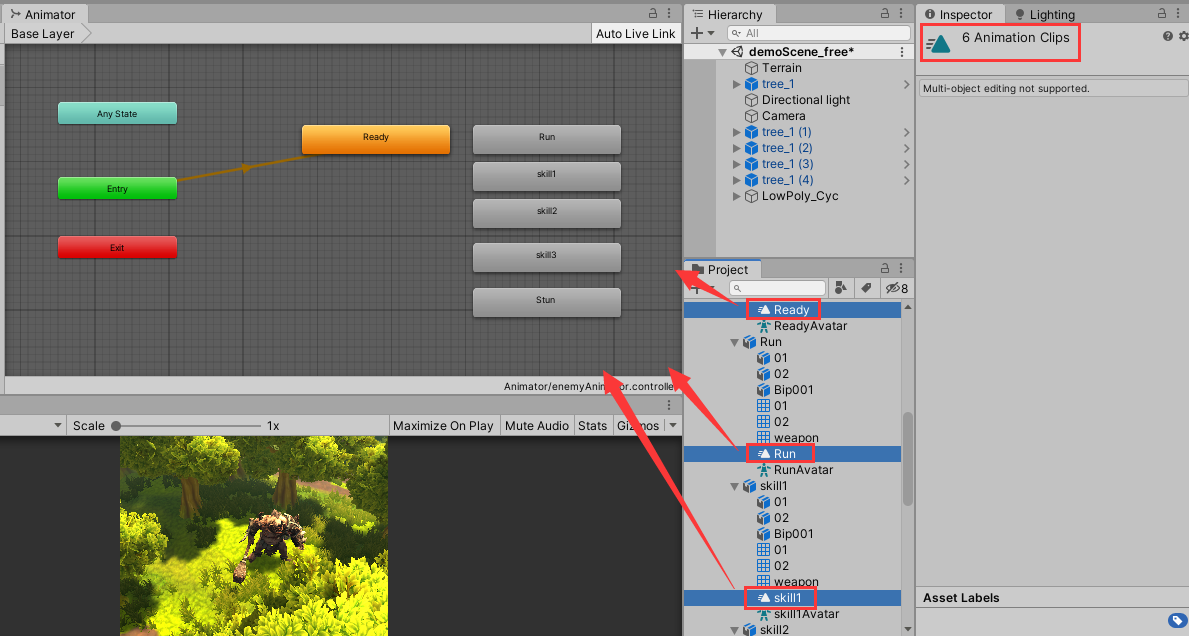 Animator
Base Layer
Auto Live Link
Any State
Entry
Exit
Ready
Run
skill1
skill2
skill3
Stun
Scale
1x
Maximize On Play
Mute Audio
Stats
Hierarchy
All
demoScene_free*
Terrain
tree_1
Directional light
Camera
tree_1 (1)
tree_1 (2)
tree_1 (3)
tree_1 (4)
LowPoly_Cyc
Project
8
Ready
ReadyAvatar
Run
01
02
Bip001
01
02
weapon
Run
RunAvatar
skill1
01
02
Bip001
01
02
weapon
skill1
skill1Avatar
skill2
Inspector
Lighting
6 Animation Clips
Multi-object editing not supported.
Asset Labels